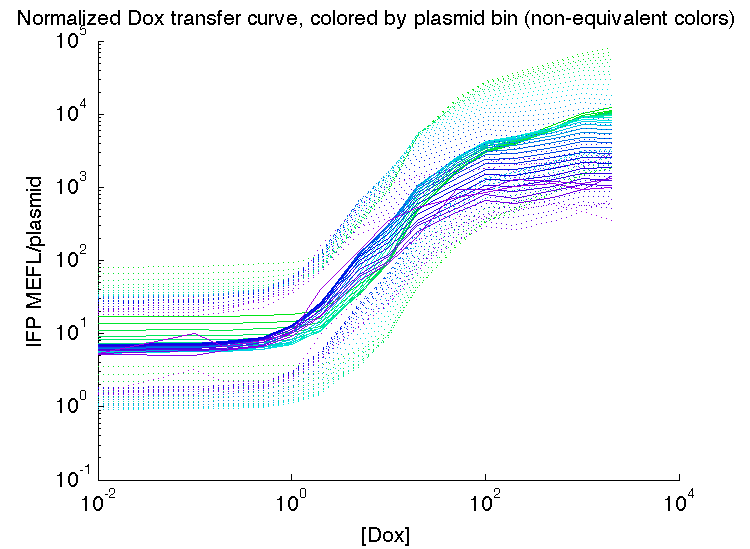 Normalized Dox transfer curve, colored by plasmid bin (non-equivalent colors)
10^5
10^4
10^3
10^2
10^1
10^0
10^-1
IFP MEFL/plasmid
10^-2 10^0 10^2 10^4
[Dox]